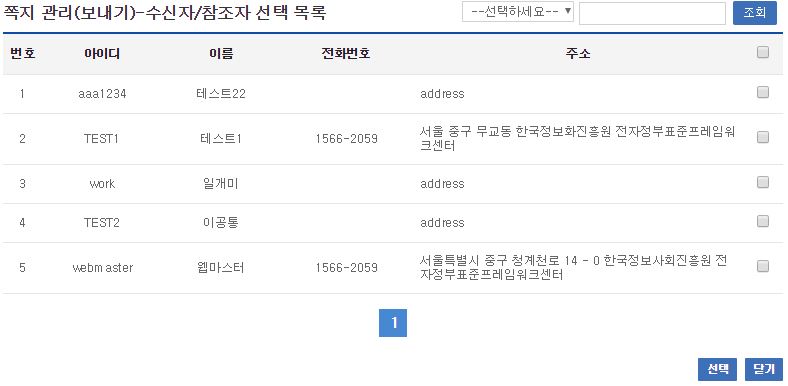 쪽지 관리(보내기)-수신자/참조자 선택 목록 --선택하세요-- 조회
번호 아이디 이름 전화번호 주소
1 aaa1234 테스트22 address
2 TEST1 테스트1 1566-2059 서울 중구 무교동 한국정보화진흥원 전자정부표준프레임워
크센터
3 work 일개미 address
4 TEST2 이공통 address
5 webmaster 웹마스터 1566-2059 서울특별시 중구 청계천로 14 - 0 한국정보사회진흥원 전
자정부표준프레임워크센터
1
선택 닫기